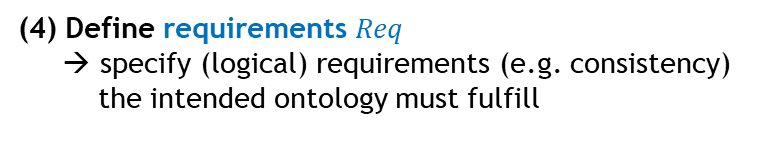 (4) Define requirements Req
→ specify (logical) requirements (e.g. consistency)
the intended ontology must fulfill